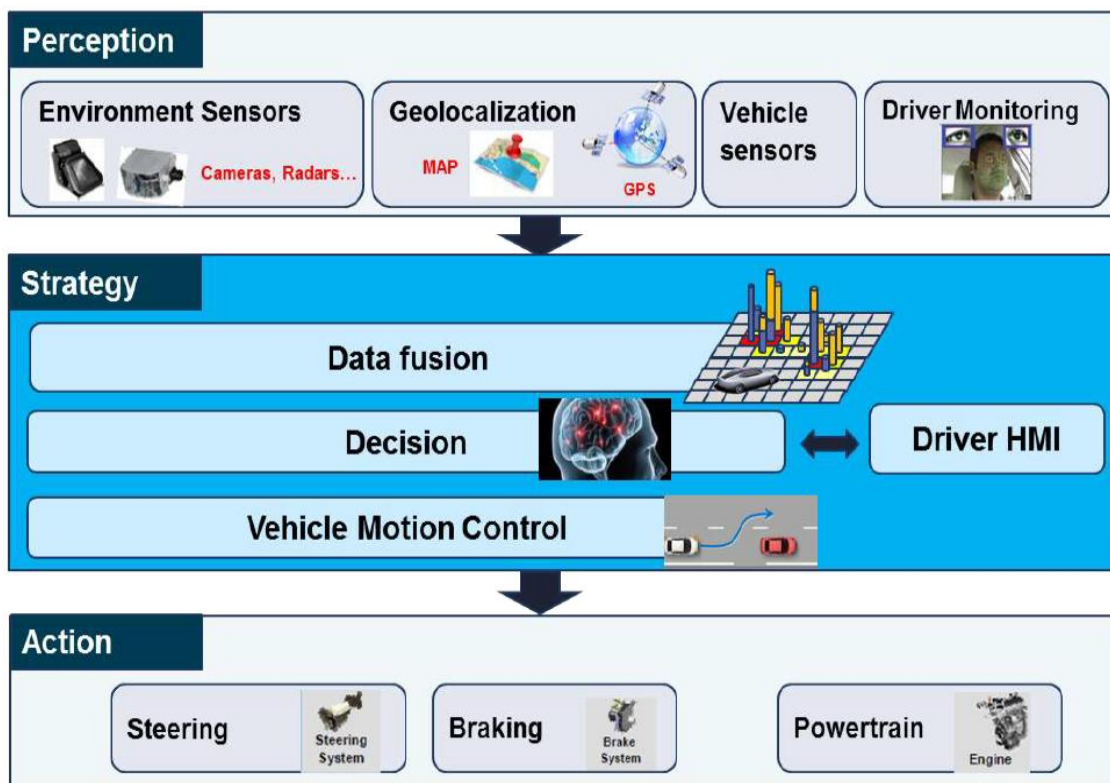 Perception
Environment Sensors
Cameras, Radars...
Geolocalization
MAP
GPS
Vehicle
sensors
Driver Monitoring
Strategy
Data fusion
Decision
Driver HMI
Vehicle Motion Control
Action
Steering
Steering
System
Braking
Brake
System
Powertrain
Engine